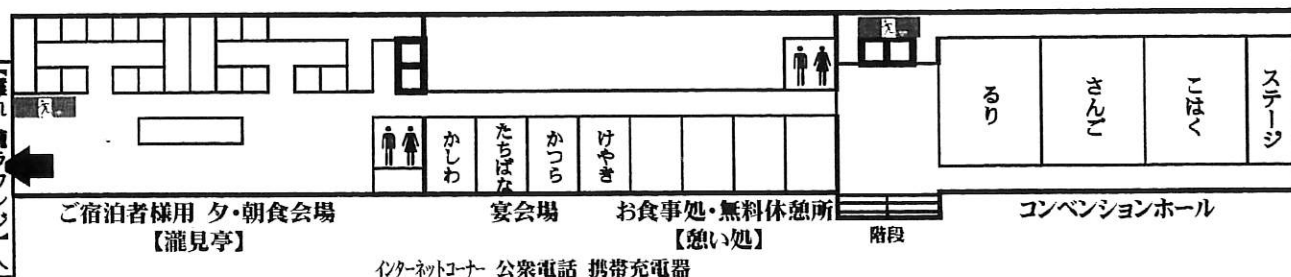 るり
さんご
こはく
ステージ
かしわ
たちばな
かつら
けやき
ご宿泊者様用 夕・朝食会場
【瀧見亭】
宴会場
お食事処・無料休憩所
【憩い処】
階段
コンベンションホール
インターネットコーナー 公衆電話 携帯充電器